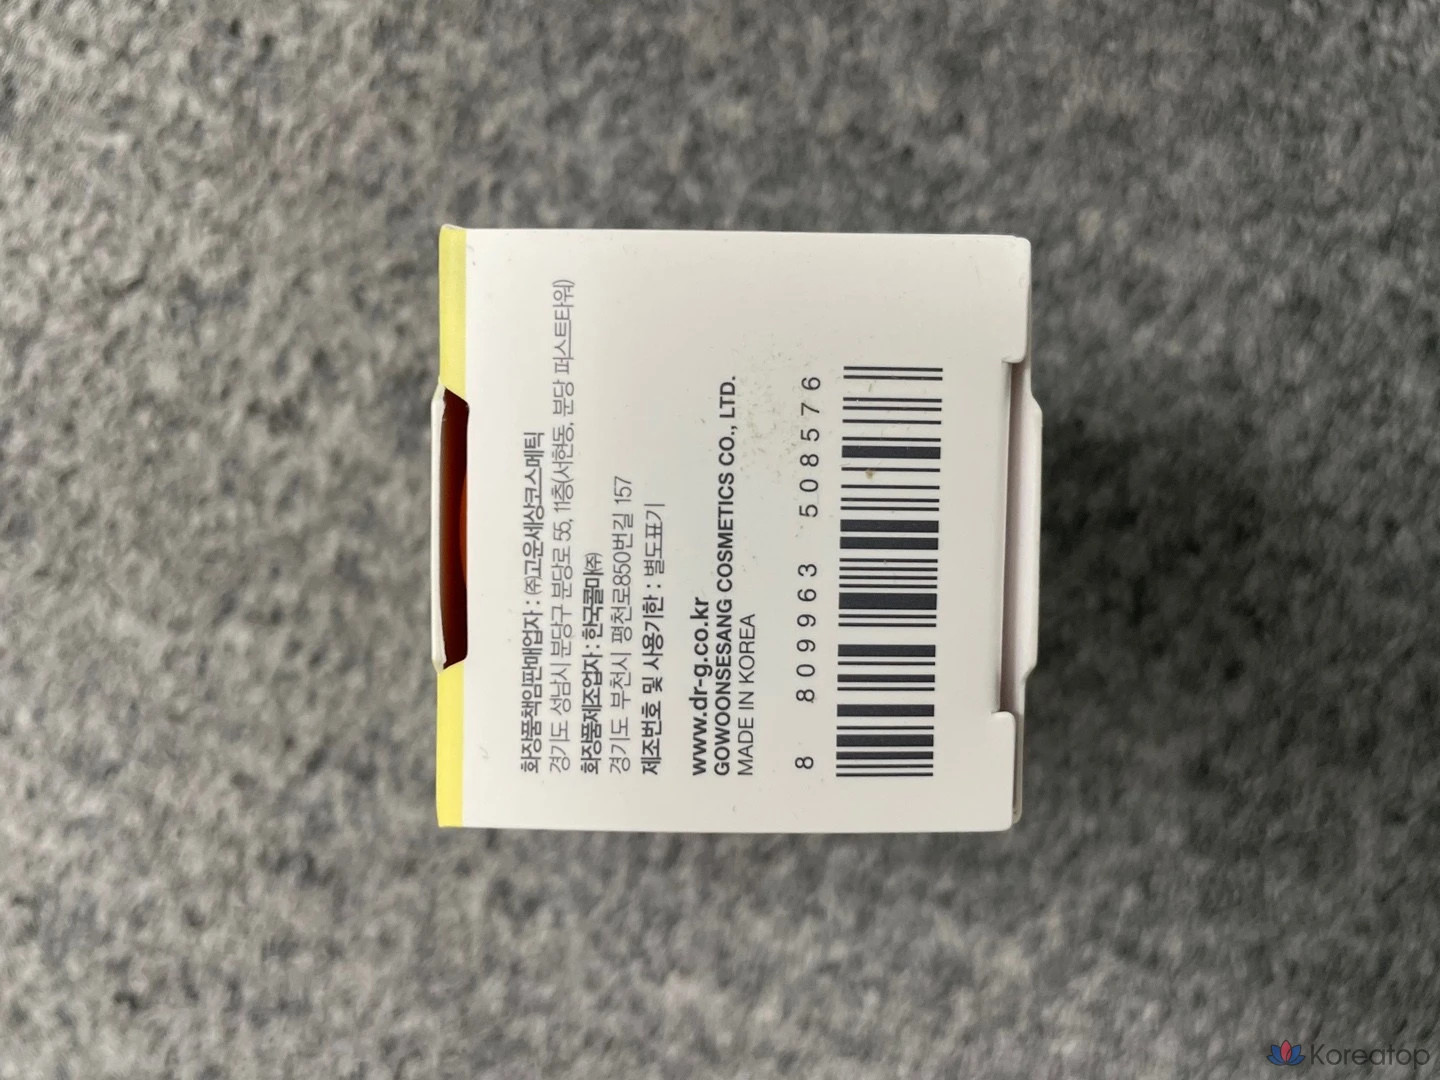 화장품책임판매업자 : ㈜고운세상코스메틱
경기도 성남시 분당구 분당로 55, 11층(서현동, 분당 퍼스트타워)
화장품제조업자 : 한국콜마㈜
경기도 부천시 평천로850번길 157
제조번호 및 사용기한 : 별도표기
www.dr-g.co.kr
GOWOONSESANG COSMETICS CO., LTD.
MADE IN KOREA
8 809963 508576
Koreatop